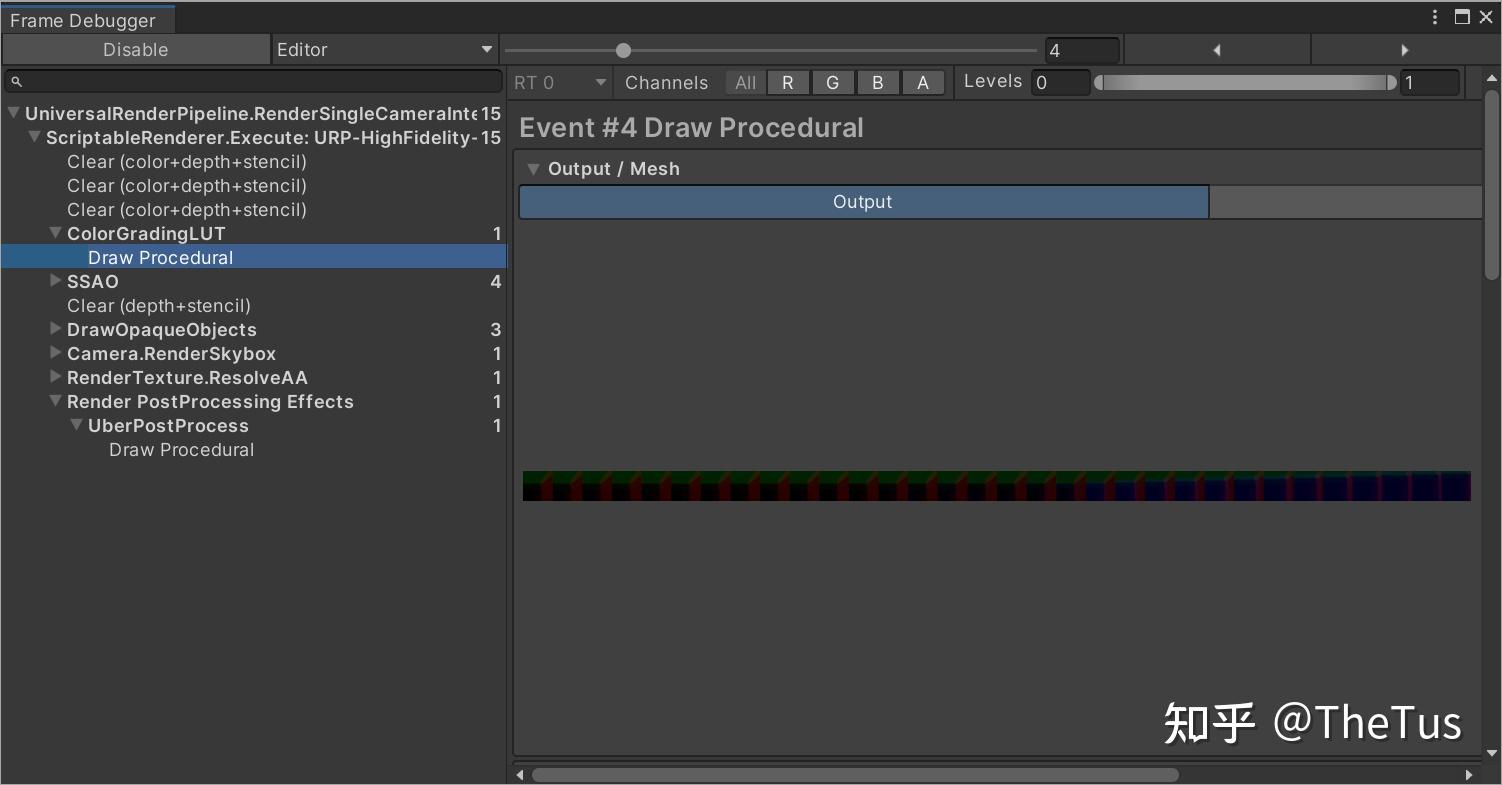 Frame Debugger
Disable
Editor
4
RT 0
Channels
All
R
G
B
A
Levels
0
1
UniversalRenderPipeline.RenderSingleCameraInte 15
ScriptableRenderer.Execute: URP-HighFidelity- 15
Clear (color+depth+stencil)
Clear (color+depth+stencil)
Clear (color+depth+stencil)
ColorGradingLUT 1
Draw Procedural
SSAO 4
Clear (depth+stencil)
DrawOpaqueObjects 3
Camera.RenderSkybox 1
RenderTexture.ResolveAA 1
Render PostProcessing Effects 1
UberPostProcess 1
Draw Procedural
Event #4 Draw Procedural
Output / Mesh
Output
知乎 @TheTus